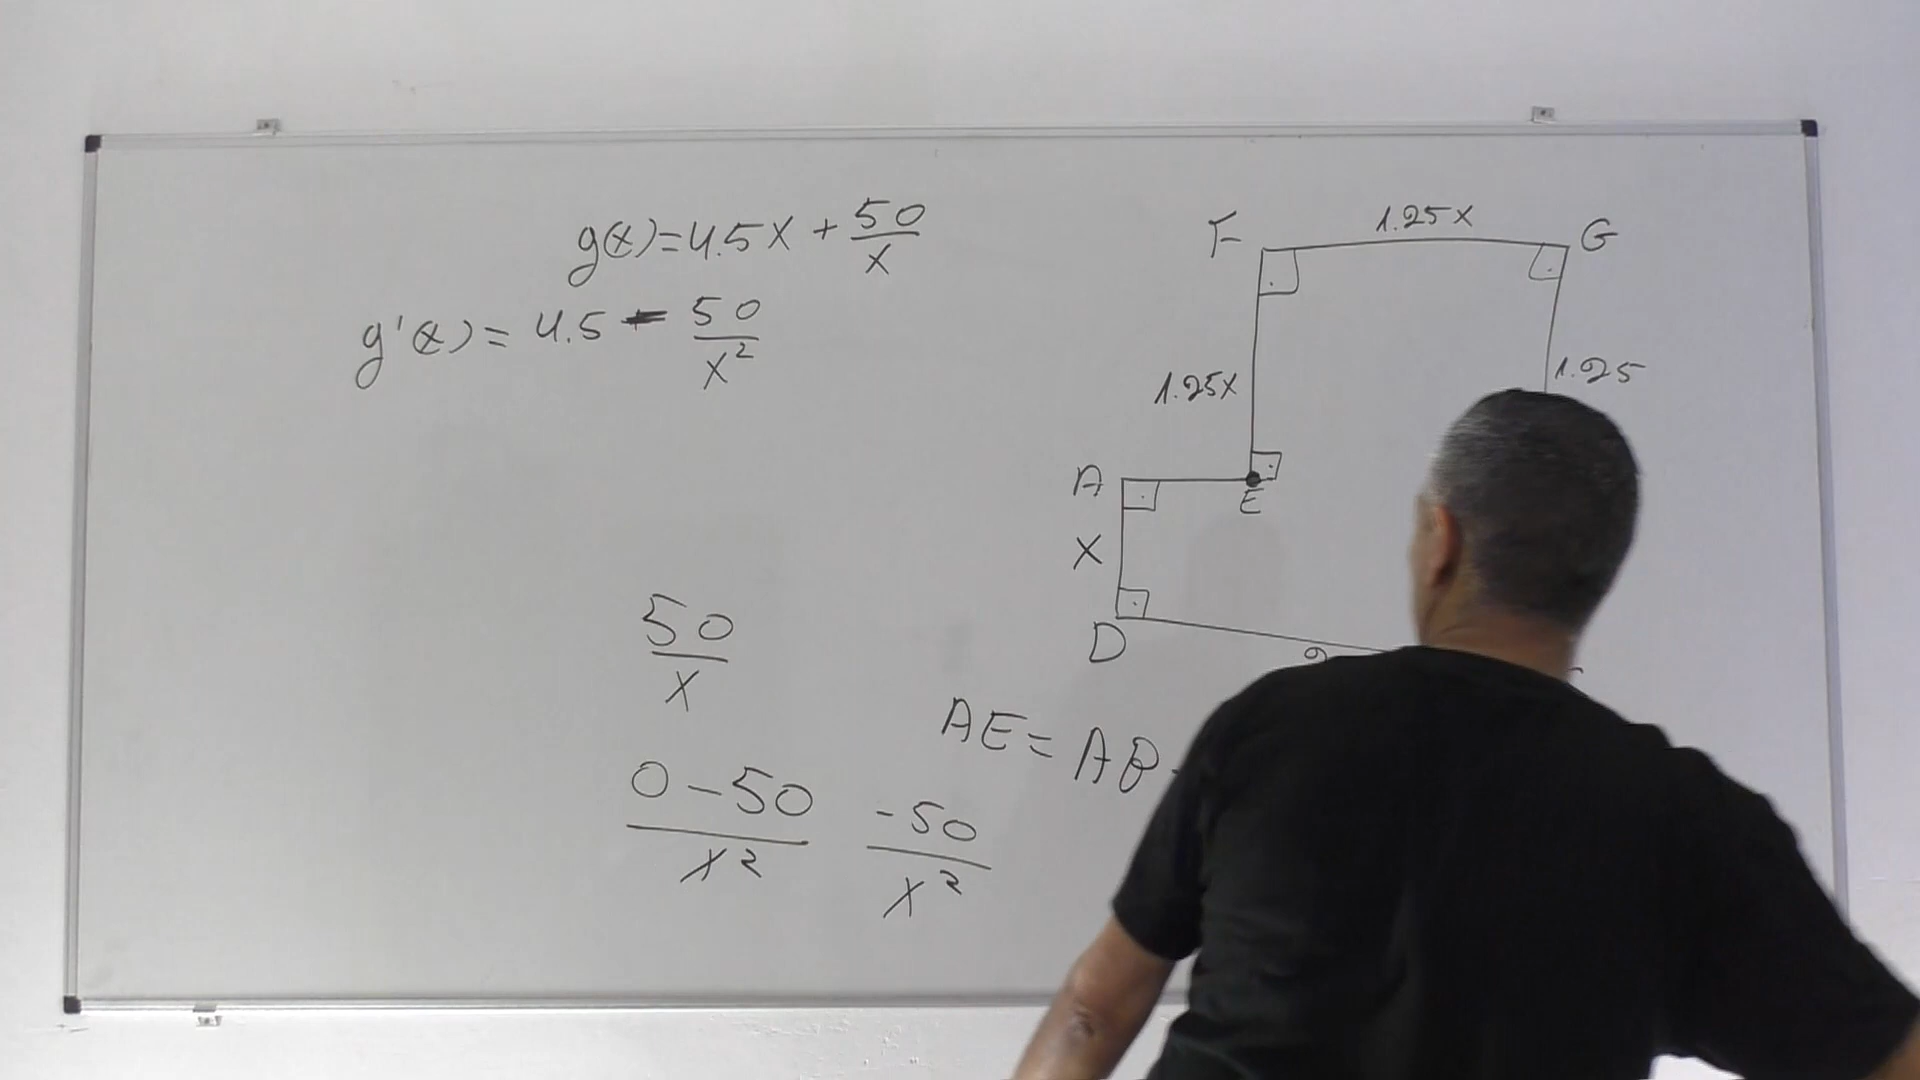 g(x)=4.5x + 50/x
g'(x) = 4.5 - 50/x²
50/x
0-50/x²
-50/x²
F
1.25x
G
1.25x
1.25
A
E
x
D
AE = AB